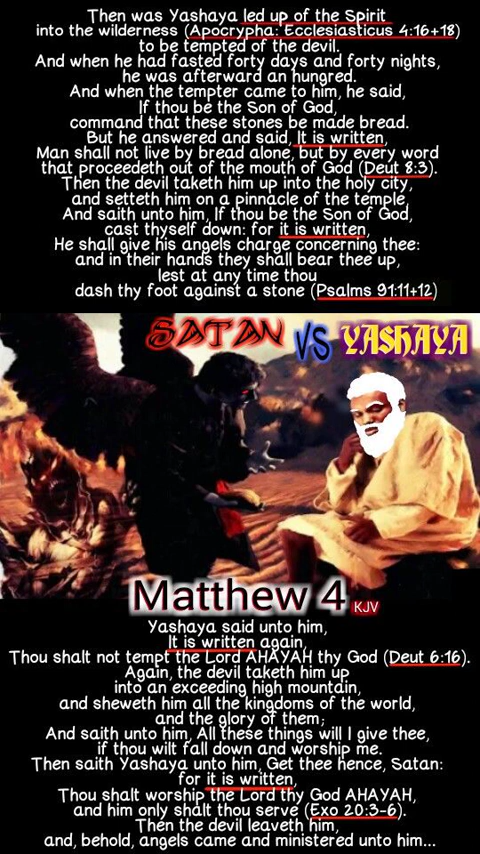 Then was Yashaya led up of the Spirit
into the wilderness (Apocrypha: Ecclesiasticus 4:16+18)
to be tempted of the devil.
And when he had fasted forty days and forty nights,
he was afterward an hungred.
And when the tempter came to him, he said,
If thou be the Son of God,
command that these stones be made bread.
But he answered and said, It is written,
Man shall not live by bread alone, but by every word
that proceedeth out of the mouth of God (Deut 8:3).
Then the devil taketh him up into the holy city,
and setteth him on a pinnacle of the temple,
And saith unto him, If thou be the Son of God,
cast thyself down: for it is written,
He shall give his angels charge concerning thee:
and in their hands they shall bear thee up,
lest at any time thou
dash thy foot against a stone (Psalms 91:11+12)
SATAN VS YASHAYA
Matthew 4 KJV
Yashaya said unto him,
It is written again,
Thou shalt not tempt the Lord AHAYAH thy God (Deut 6:16).
Again, the devil taketh him up
into an exceeding high mountain,
and sheweth him all the kingdoms of the world,
and the glory of them;
And saith unto him, All these things will I give thee,
if thou wilt fall down and worship me.
Then saith Yashaya unto him, Get thee hence, Satan:
for it is written,
Thou shalt worship the Lord thy God AHAYAH,
and him only shalt thou serve (Exo 20:3-6).
Then the devil leaveth him,
and, behold, angels came and ministered unto him...